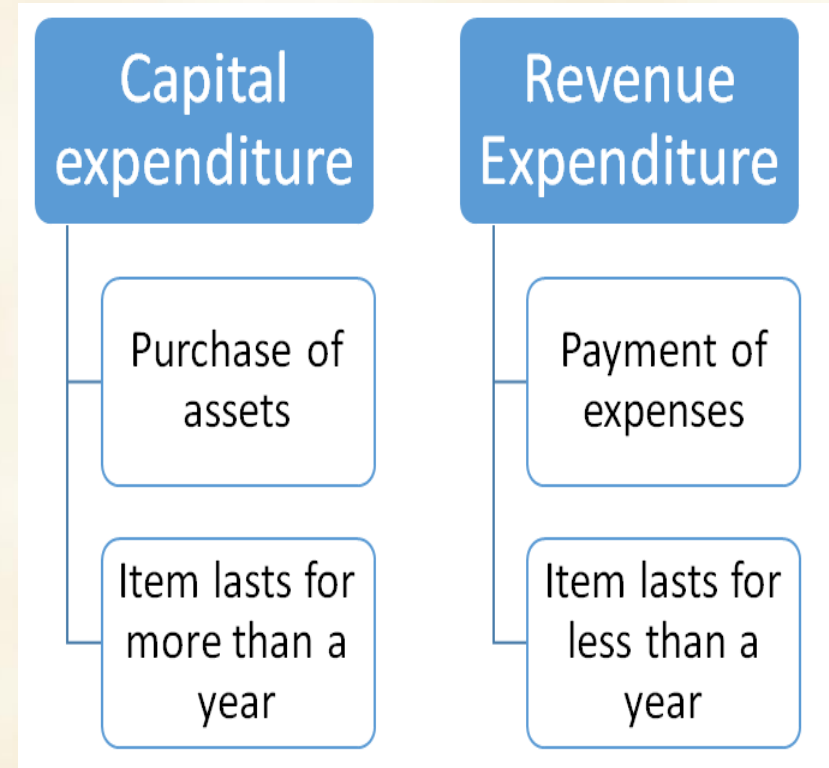 Capital
expenditure
Purchase of
assets
Item lasts for
more than a
year
Revenue
Expenditure
Payment of
expenses
Item lasts for
less than a
year